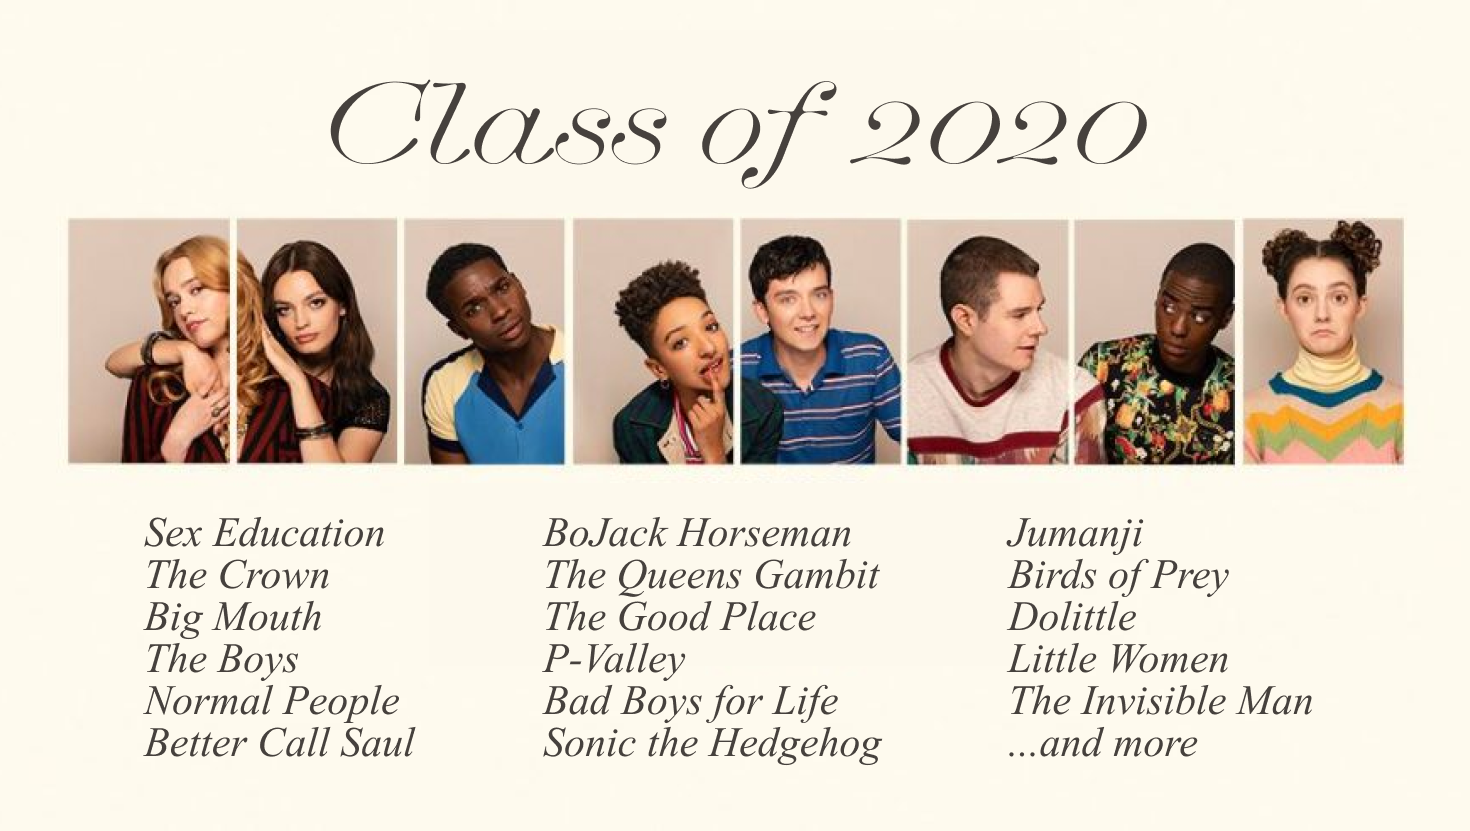 Class of 2020
Sex Education
The Crown
Big Mouth
The Boys
Normal People
Better Call Saul
BoJack Horseman
The Queens Gambit
The Good Place
P-Valley
Bad Boys for Life
Sonic the Hedgehog
Jumanji
Birds of Prey
Dolittle
Little Women
The Invisible Man
...and more